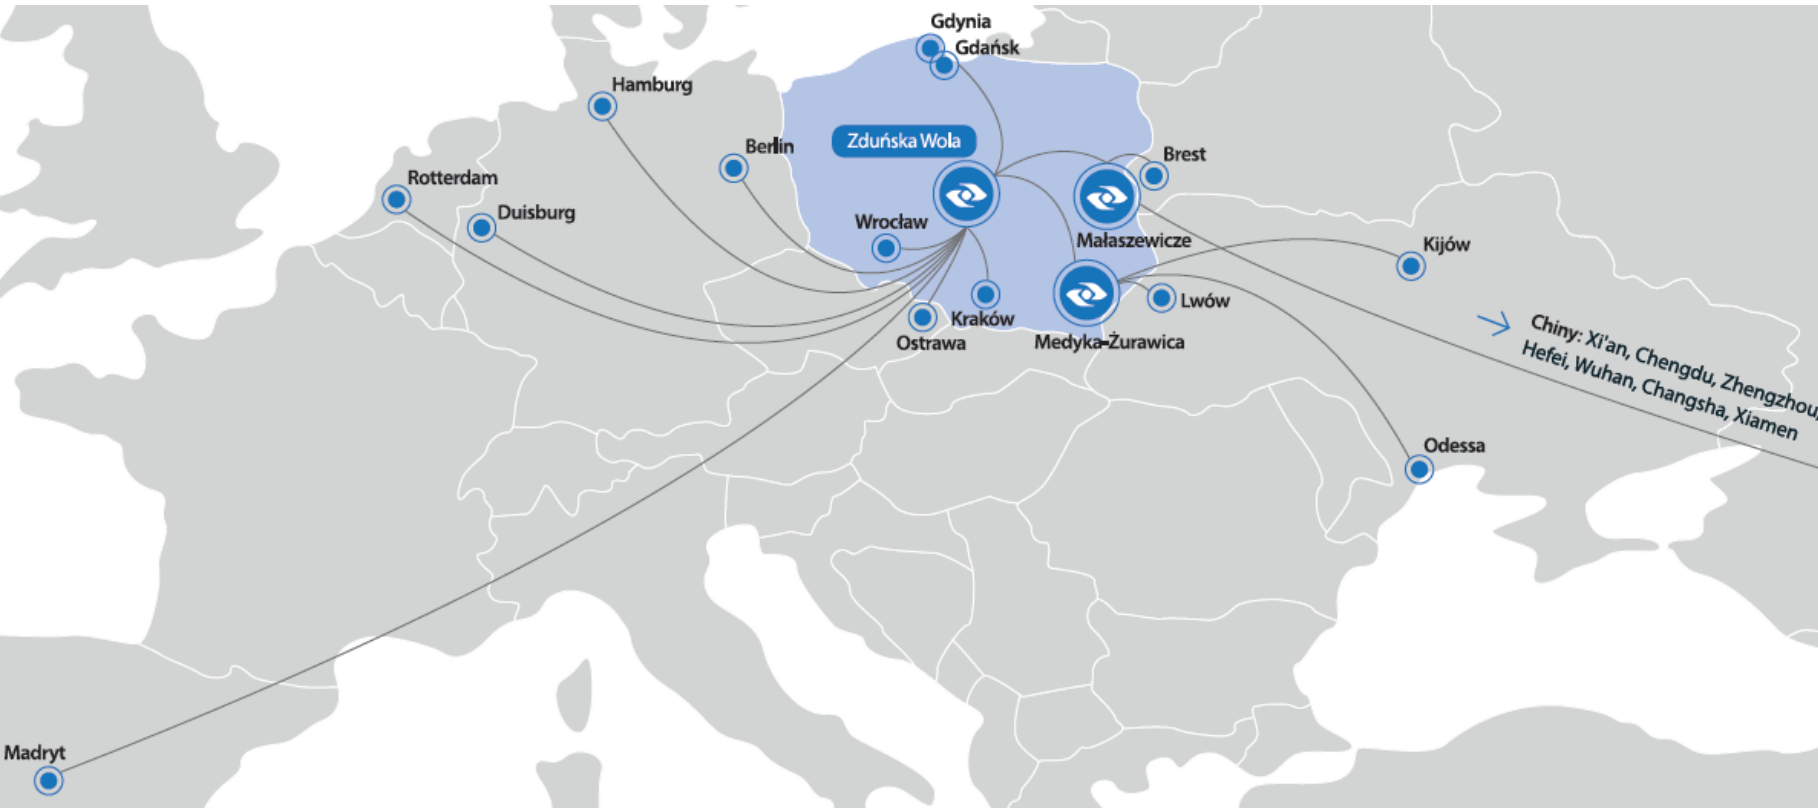 Gdynia
Gdańsk
Hamburg
Zduńska Wola
Berlin
Brest
Rotterdam
Duisburg
Wrocław
Małaszewicze
Kijów
Lwów
Kraków
Ostrawa
Medyka-Żurawica
Chiny: Xi'an, Chengdu, Zhengzhou,
Hefei, Wuhan, Changsha, Xiamen
Odessa
Madryt